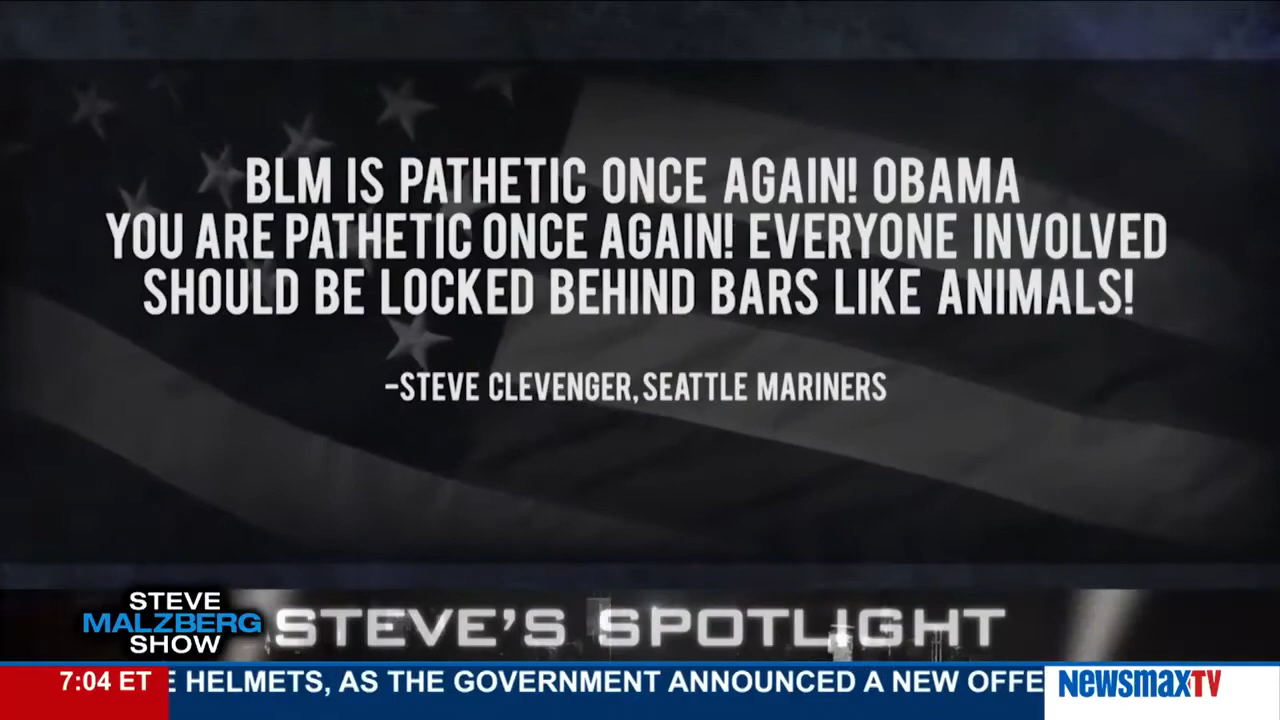 BLM IS PATHETIC ONCE AGAIN! OBAMA
YOU ARE PATHETIC ONCE AGAIN! EVERYONE INVOLVED
SHOULD BE LOCKED BEHIND BARS LIKE ANIMALS!
-STEVE CLEVENGER, SEATTLE MARINERS
STEVE
MALZBERG
SHOW
STEVE'S SPOTLIGHT
7:04 ET
E HELMETS, AS THE GOVERNMENT ANNOUNCED A NEW OFFE
NEWSMAXTV